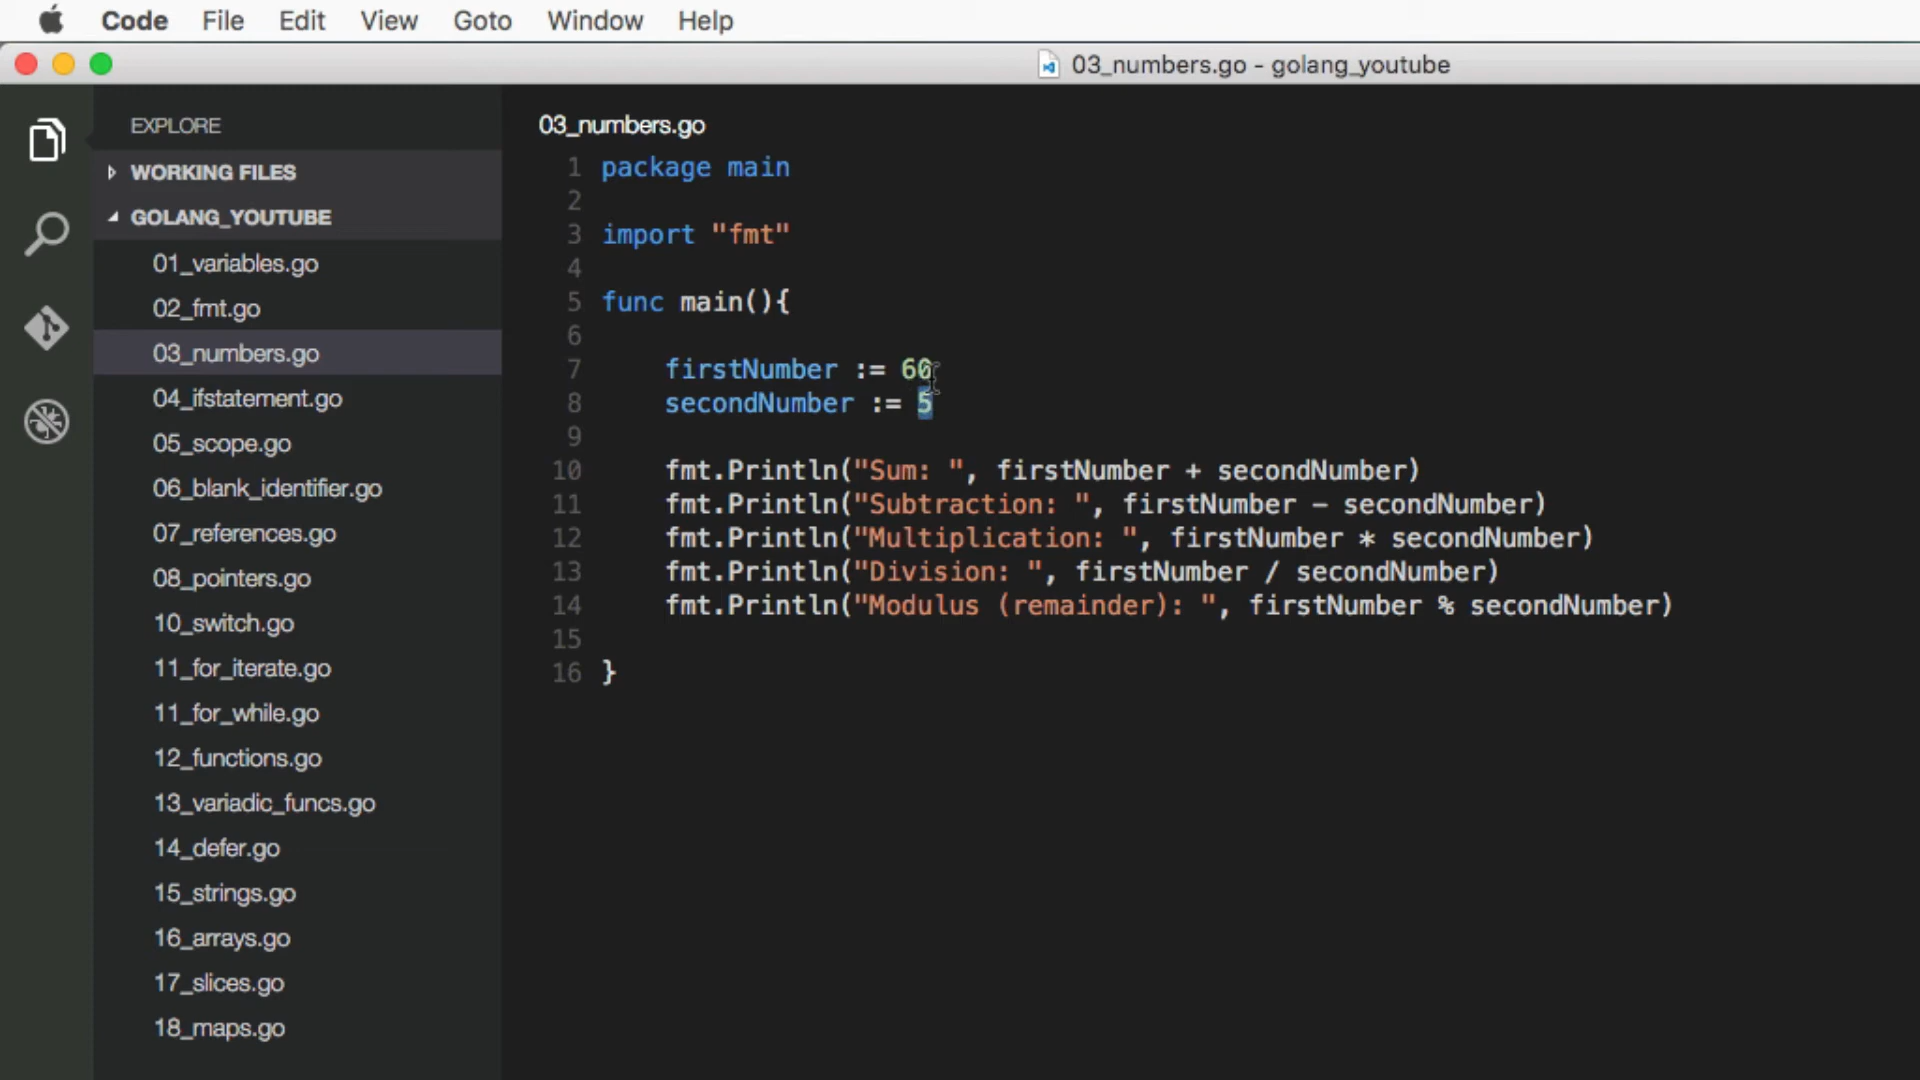 Code File Edit View Goto Window Help
03_numbers.go - golang_youtube
EXPLORE
WORKING FILES
GOLANG_YOUTUBE
01_variables.go
02_fmt.go
03_numbers.go
04_ifstatement.go
05_scope.go
06_blank_identifier.go
07_references.go
08_pointers.go
10_switch.go
11_for_iterate.go
11_for_while.go
12_functions.go
13_variadic_funcs.go
14_defer.go
15_strings.go
16_arrays.go
17_slices.go
18_maps.go
03_numbers.go
1 package main
2
3 import "fmt"
4
5 func main(){
6
7 firstNumber := 60
8 secondNumber := 5
9
10 fmt.Println("Sum: ", firstNumber + secondNumber)
11 fmt.Println("Subtraction: ", firstNumber - secondNumber)
12 fmt.Println("Multiplication: ", firstNumber * secondNumber)
13 fmt.Println("Division: ", firstNumber / secondNumber)
14 fmt.Println("Modulus (remainder): ", firstNumber % secondNumber)
15
16 }